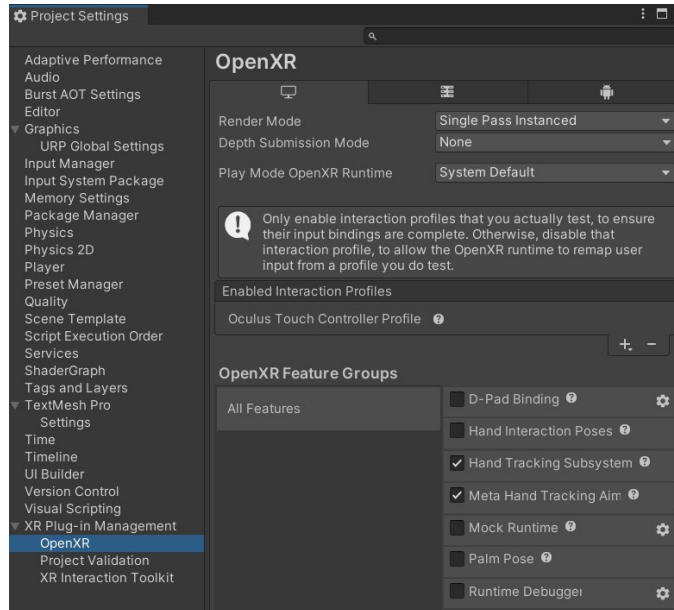 Project Settings
Adaptive Performance
Audio
Burst AOT Settings
Editor
Graphics
URP Global Settings
Input Manager
Input System Package
Memory Settings
Package Manager
Physics
Physics 2D
Player
Preset Manager
Quality
Scene Template
Script Execution Order
Services
ShaderGraph
Tags and Layers
TextMesh Pro
Settings
Time
Timeline
UI Builder
Version Control
Visual Scripting
XR Plug-in Management
OpenXR
Project Validation
XR Interaction Toolkit
OpenXR
Render Mode Single Pass Instanced
Depth Submission Mode None
Play Mode OpenXR Runtime System Default
Only enable interaction profiles that you actually test, to ensure
their input bindings are complete. Otherwise, disable that
interaction profile, to allow the OpenXR runtime to remap user
input from a profile you do test.
Enabled Interaction Profiles
Oculus Touch Controller Profile
OpenXR Feature Groups
All Features
D-Pad Binding
Hand Interaction Poses
Hand Tracking Subsystem
Meta Hand Tracking Aim
Mock Runtime
Palm Pose
Runtime Debugger